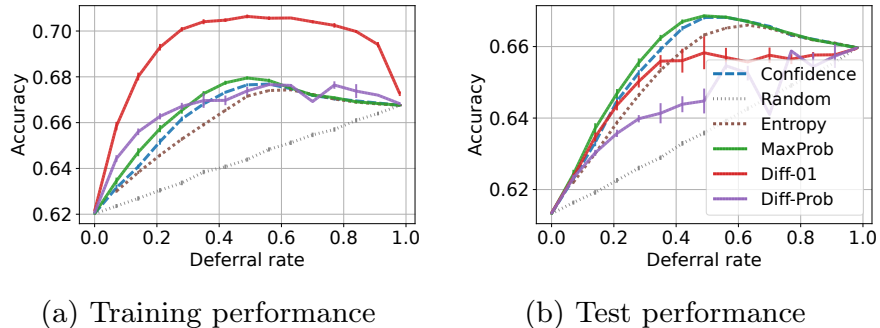 0.70
0.68
0.66
0.64
0.62
Accuracy
0.0 0.2 0.4 0.6 0.8 1.0
Deferral rate
(a) Training performance
0.66
0.64
0.62
Accuracy
Confidence
Random
Entropy
MaxProb
Diff-01
Diff-Prob
0.0 0.2 0.4 0.6 0.8 1.0
Deferral rate
(b) Test performance